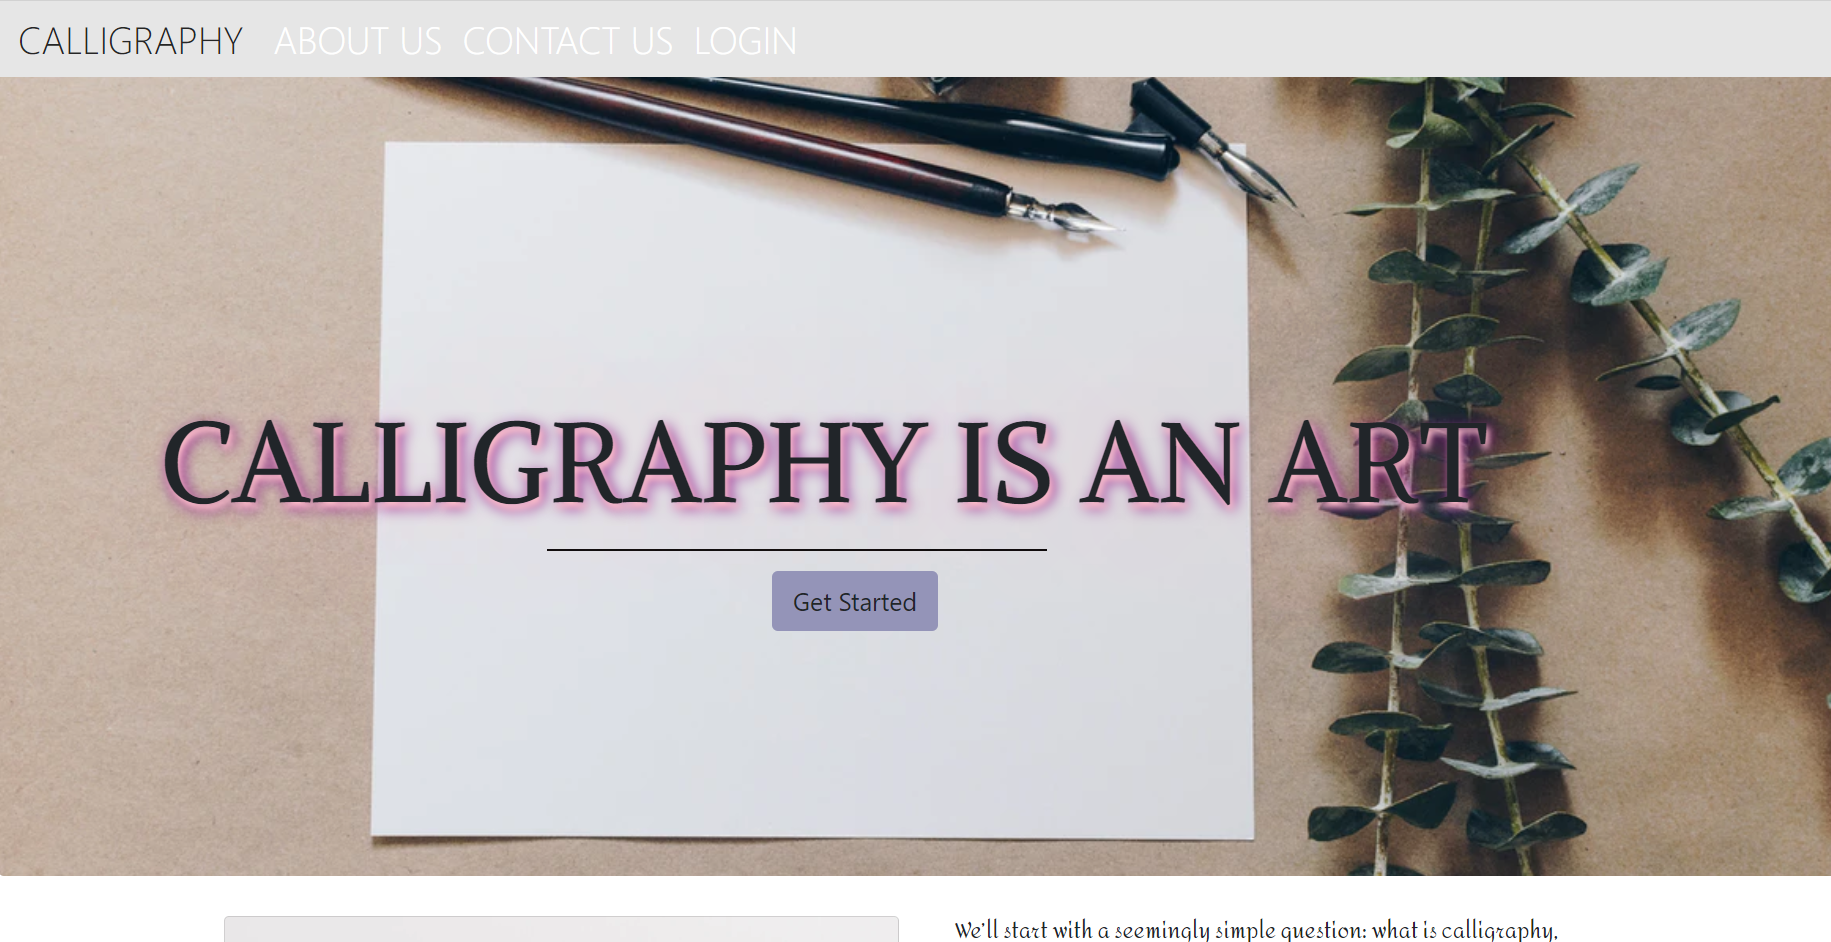 CALLIGRAPHY ABOUT US CONTACT US LOGIN
CALLIGRAPHY IS AN ART
Get Started
We'll start with a seemingly simple question: what is calligraphy,